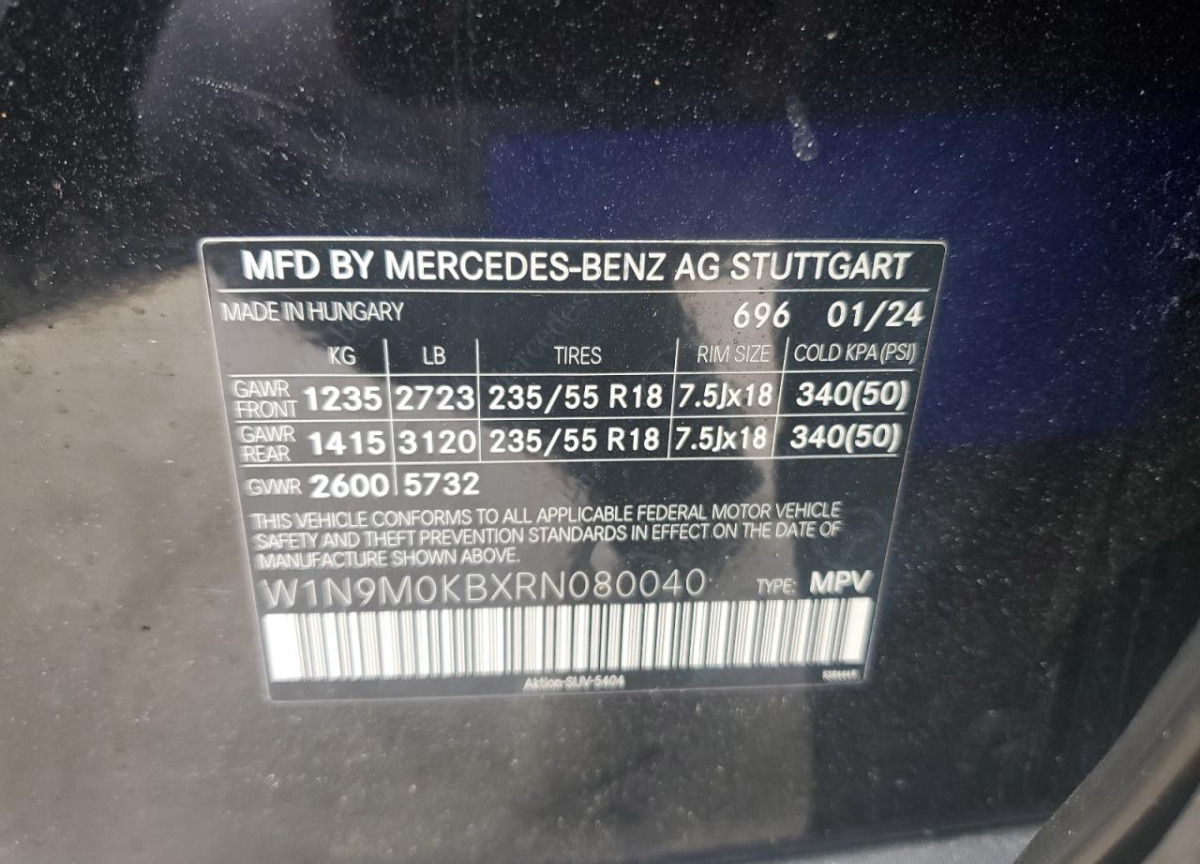 MFD BY MERCEDES-BENZ AG STUTTGART
MADE IN HUNGARY 696 01/24
KG LB TIRES RIM SIZE COLD KPA (PSI)
GAWR FRONT 1235 2723 235/55 R18 7.5Jx18 340(50)
GAWR REAR 1415 3120 235/55 R18 7.5Jx18 340(50)
GVWR 2600 5732
THIS VEHICLE CONFORMS TO ALL APPLICABLE FEDERAL MOTOR VEHICLE
SAFETY AND THEFT PREVENTION STANDARDS IN EFFECT ON THE DATE OF
MANUFACTURE SHOWN ABOVE.
W1N9M0KBXRN080040 TYPE: MPV
Aktion-SUV-5404